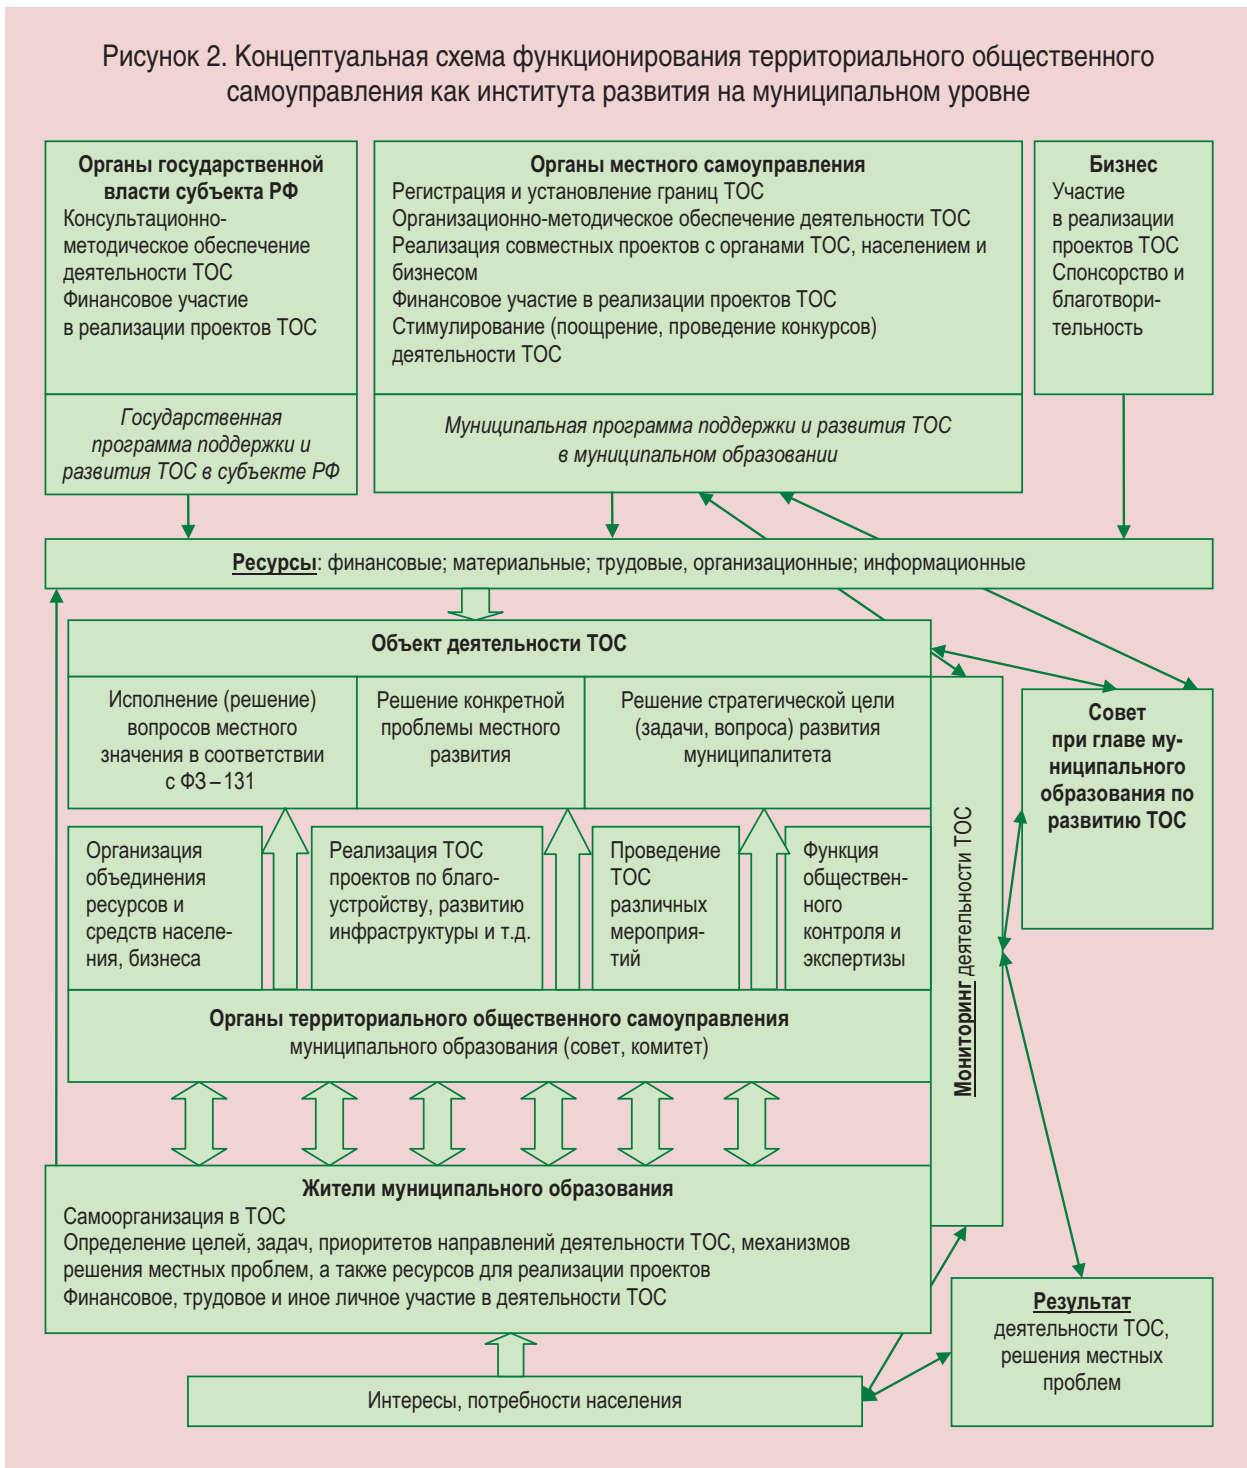 Рисунок 2. Концептуальная схема функционирования территориального общественного
самоуправления как института развития на муниципальном уровне
Органы государственной
власти субъекта РФ
Консультационно-
методическое обеспечение
деятельности ТОС
Финансовое участие
в реализации проектов ТОС
Государственная
программа поддержки и
развития ТОС в субъекте РФ
Органы местного самоуправления
Регистрация и установление границ ТОС
Организационно-методическое обеспечение деятельности ТОС
Реализация совместных проектов с органами ТОС, населением и
бизнесом
Финансовое участие в реализации проектов ТОС
Стимулирование (поощрение, проведение конкурсов)
деятельности ТОС
Муниципальная программа поддержки и развития ТОС
в муниципальном образовании
Бизнес
Участие
в реализации
проектов ТОС
Спонсорство и
благотвори-
тельность
Ресурсы: финансовые; материальные; трудовые, организационные; информационные
Объект деятельности ТОС
Исполнение (решение)
вопросов местного
значения в соответствии
с ФЗ – 131
Решение конкретной
проблемы местного
развития
Решение стратегической цели
(задачи, вопроса) развития
муниципалитета
Совет
при главе му-
ниципального
образования по
развитию ТОС
Организация
объединения
ресурсов и
средств населе-
ния, бизнеса
Реализация ТОС
проектов по благо-
устройству, развитию
инфраструктуры и т.д.
Проведение
ТОС
различных
мероприя-
тий
Функция
обществен-
ного
контроля и
экспертизы
Мониторинг деятельности ТОС
Органы территориального общественного самоуправления
муниципального образования (совет, комитет)
Жители муниципального образования
Самоорганизация в ТОС
Определение целей, задач, приоритетов направлений деятельности ТОС, механизмов
решения местных проблем, а также ресурсов для реализации проектов
Финансовое, трудовое и иное личное участие в деятельности ТОС
Результат
деятельности ТОС,
решения местных
проблем
Интересы, потребности населения